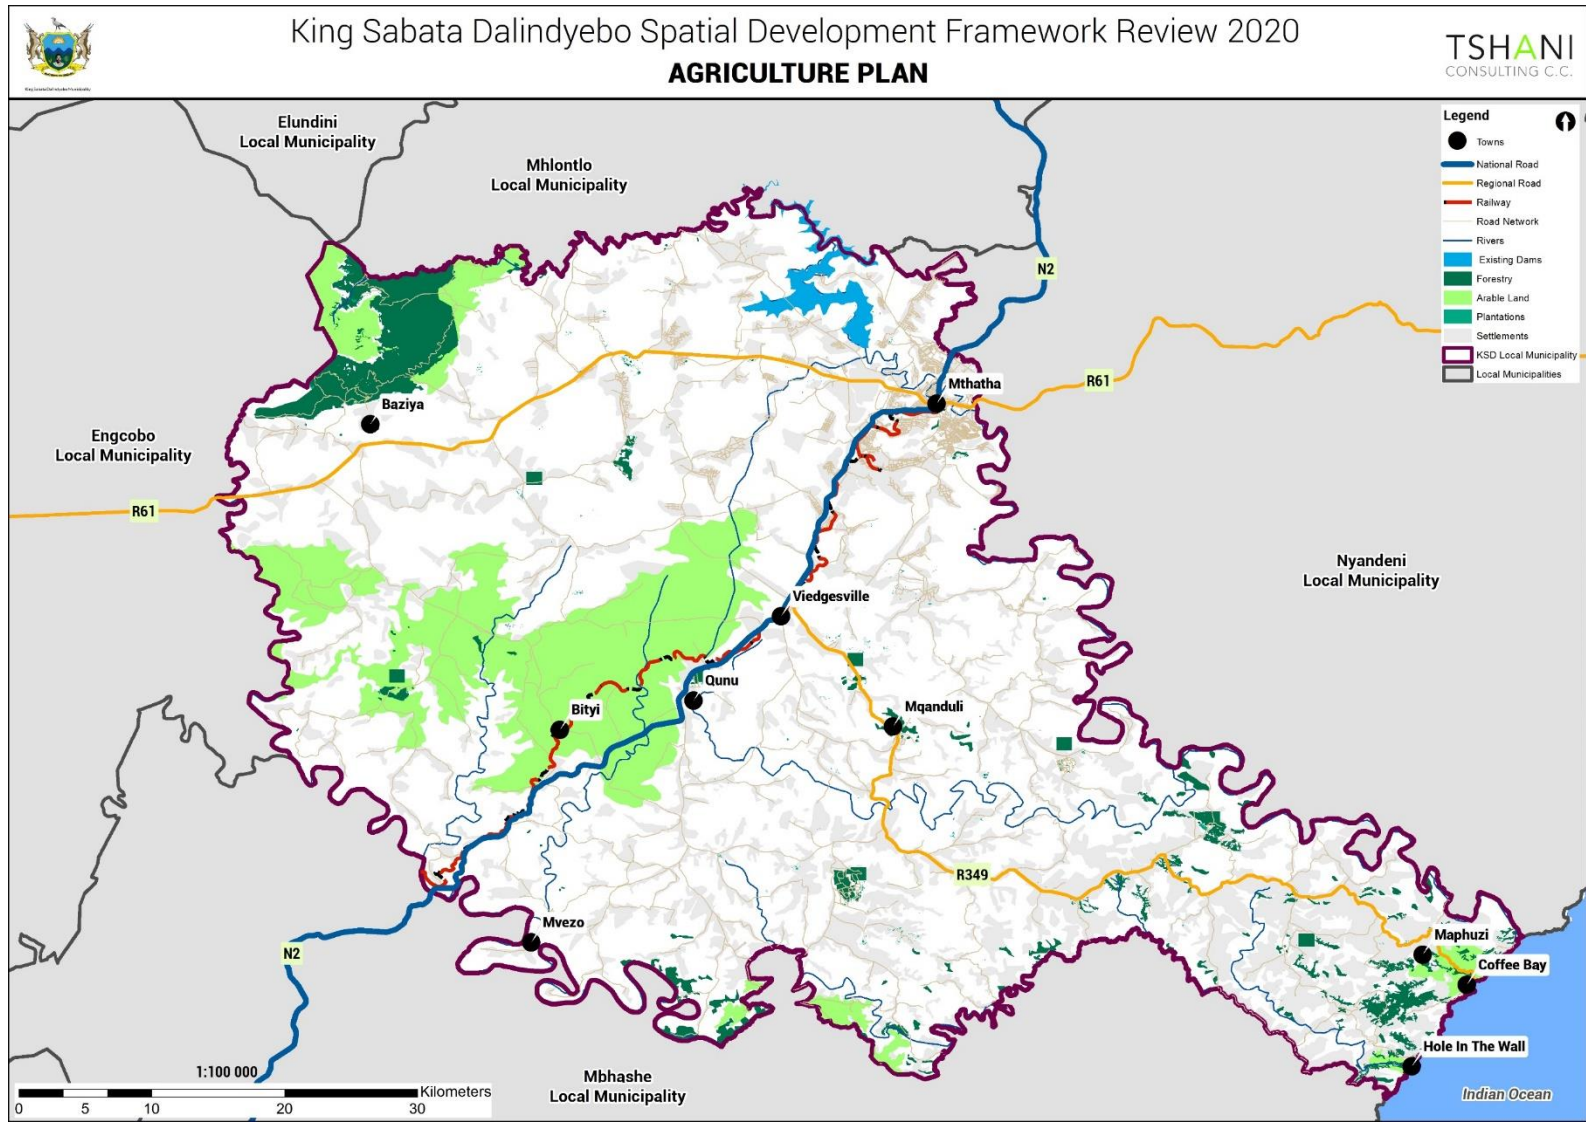 King Sabata Dalindyebo Spatial Development Framework Review 2020
AGRICULTURE PLAN
King Sabata Dalindyebo Municipality
TSHANI
CONSULTING C.C.
Legend
Towns
National Road
Regional Road
Railway
Road Network
Rivers
Existing Dams
Forestry
Arable Land
Plantations
Settlements
KSD Local Municipality
Local Municipalities
Elundini
Local Municipality
Mhlontlo
Local Municipality
N2
R61
Mthatha
Baziya
Engcobo
Local Municipality
R61
Nyandeni
Local Municipality
Viedgesville
Qunu
Bityi
Mqanduli
R349
Mvezo
N2
Maphuzi
Coffee Bay
Hole In The Wall
Mbhashe
Local Municipality
Indian Ocean
1:100 000
Kilometers
0 5 10 20 30